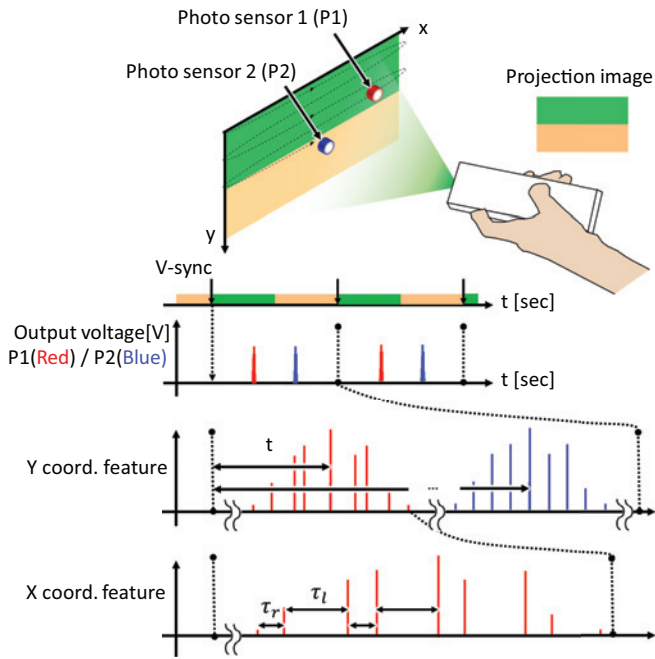 Photo sensor 1 (P1)
x
Photo sensor 2 (P2)
Projection image
y
V-sync
t [sec]
Output voltage[V]
P1(Red) / P2(Blue)
t [sec]
t
Y coord. feature
...
X coord. feature
τr
τl